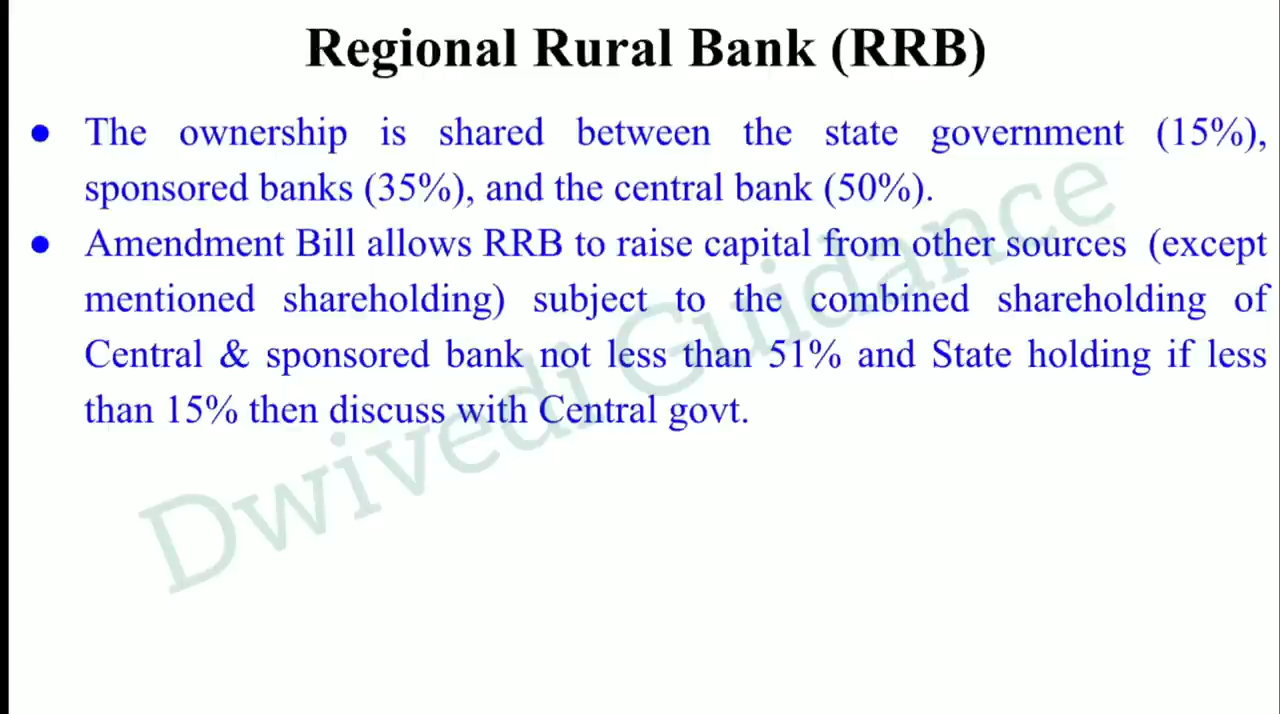 Regional Rural Bank (RRB)
● The ownership is shared between the state government (15%),
sponsored banks (35%), and the central bank (50%).
● Amendment Bill allows RRB to raise capital from other sources (except
mentioned shareholding) subject to the combined shareholding of
Central & sponsored bank not less than 51% and State holding if less
than 15% then discuss with Central govt.
Dwivedi Guidance